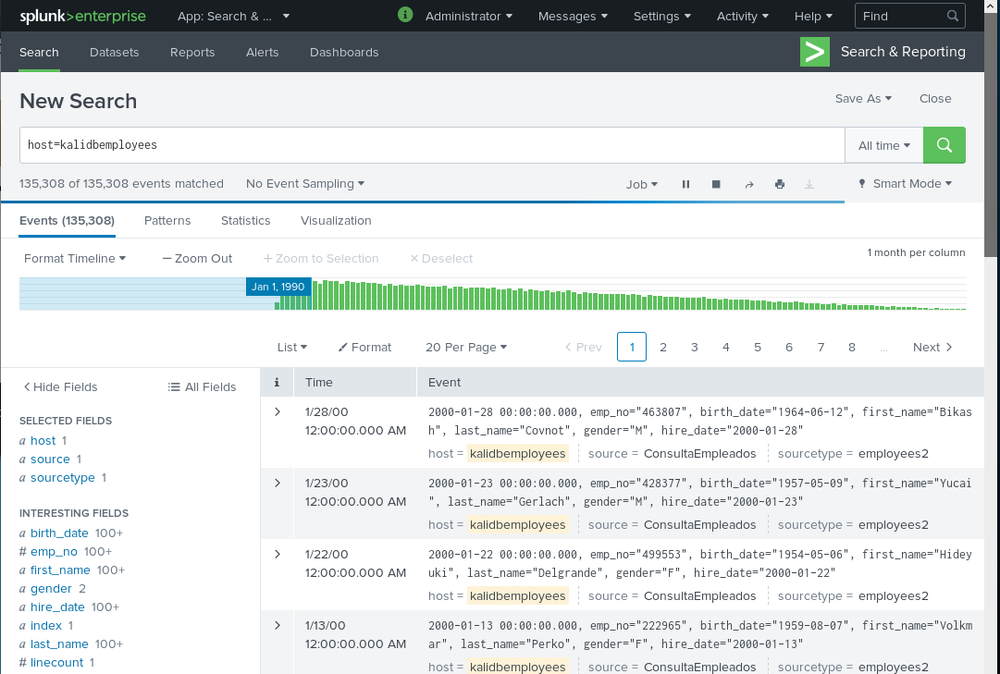 splunk>enterprise App: Search & ... i Administrator Messages Settings Activity Help Find
Search Datasets Reports Alerts Dashboards > Search & Reporting
New Search Save As Close
host=kalidbemployees All time
135,308 of 135,308 events matched No Event Sampling Job Smart Mode
Events (135,308) Patterns Statistics Visualization
Format Timeline — Zoom Out + Zoom to Selection × Deselect 1 month per column
Jan 1, 1990
List Format 20 Per Page < Prev 1 2 3 4 5 6 7 8 ... Next >
< Hide Fields All Fields i Time Event
SELECTED FIELDS
a host 1
a source 1
a sourcetype 1
INTERESTING FIELDS
a birth_date 100+
# emp_no 100+
a first_name 100+
a gender 2
a hire_date 100+
a index 1
a last_name 100+
# linecount 1
> 1/28/00 2000-01-28 00:00:00.000, emp_no="463807", birth_date="1964-06-12", first_name="Bikas
12:00:00.000 AM h", last_name="Covnot", gender="M", hire_date="2000-01-28"
host = kalidbemployees source = ConsultaEmpleados sourcetype = employees2
> 1/23/00 2000-01-23 00:00:00.000, emp_no="428377", birth_date="1957-05-09", first_name="Yucai
12:00:00.000 AM ", last_name="Gerlach", gender="M", hire_date="2000-01-23"
host = kalidbemployees source = ConsultaEmpleados sourcetype = employees2
> 1/22/00 2000-01-22 00:00:00.000, emp_no="499553", birth_date="1954-05-06", first_name="Hidey
12:00:00.000 AM uki", last_name="Delgrande", gender="F", hire_date="2000-01-22"
host = kalidbemployees source = ConsultaEmpleados sourcetype = employees2
> 1/13/00 2000-01-13 00:00:00.000, emp_no="222965", birth_date="1959-08-07", first_name="Volkm
12:00:00.000 AM ar", last_name="Perko", gender="F", hire_date="2000-01-13"
host = kalidbemployees source = ConsultaEmpleados sourcetype = employees2